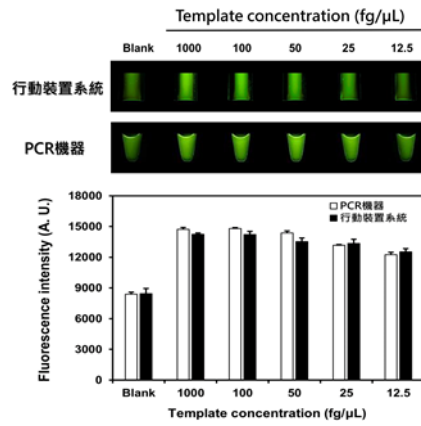 Template concentration (fg/μL)
Blank 1000 100 50 25 12.5
行動裝置系統
PCR機器
Fluorescence intensity (A. U.)
18000
15000
12000
9000
6000
3000
0
PCR機器
行動裝置系統
Blank 1000 100 50 25 12.5
Template concentration (fg/μL)